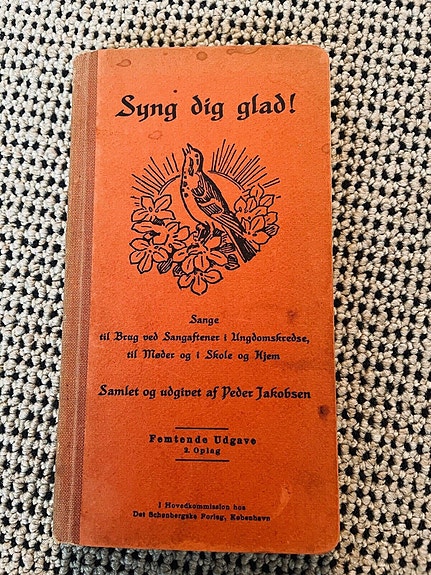 Syng dig glad!
Sange
til Brug ved Sangaftener i Ungdomskredse,
til Møder og i Skole og Hjem
Samlet og udgivet af Peder Jakobsen
Femtende Udgave
2. Oplag
I Hovedkommission hos
Det Schønbergske Forlag, København